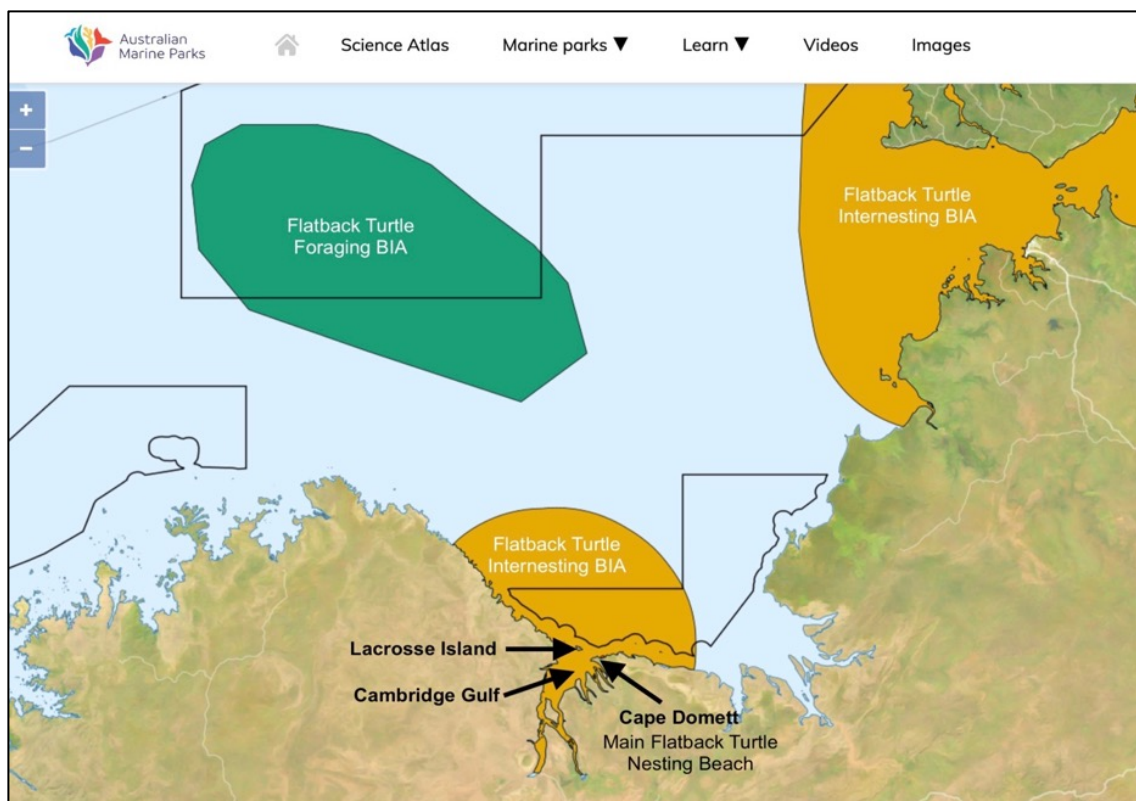 Australian
Marine Parks
Science Atlas
Marine parks ▼
Learn ▼
Videos
Images
+
−
Flatback Turtle
Foraging BIA
Flatback Turtle
Internesting BIA
Flatback Turtle
Internesting BIA
Lacrosse Island
Cambridge Gulf
Cape Domett
Main Flatback Turtle
Nesting Beach